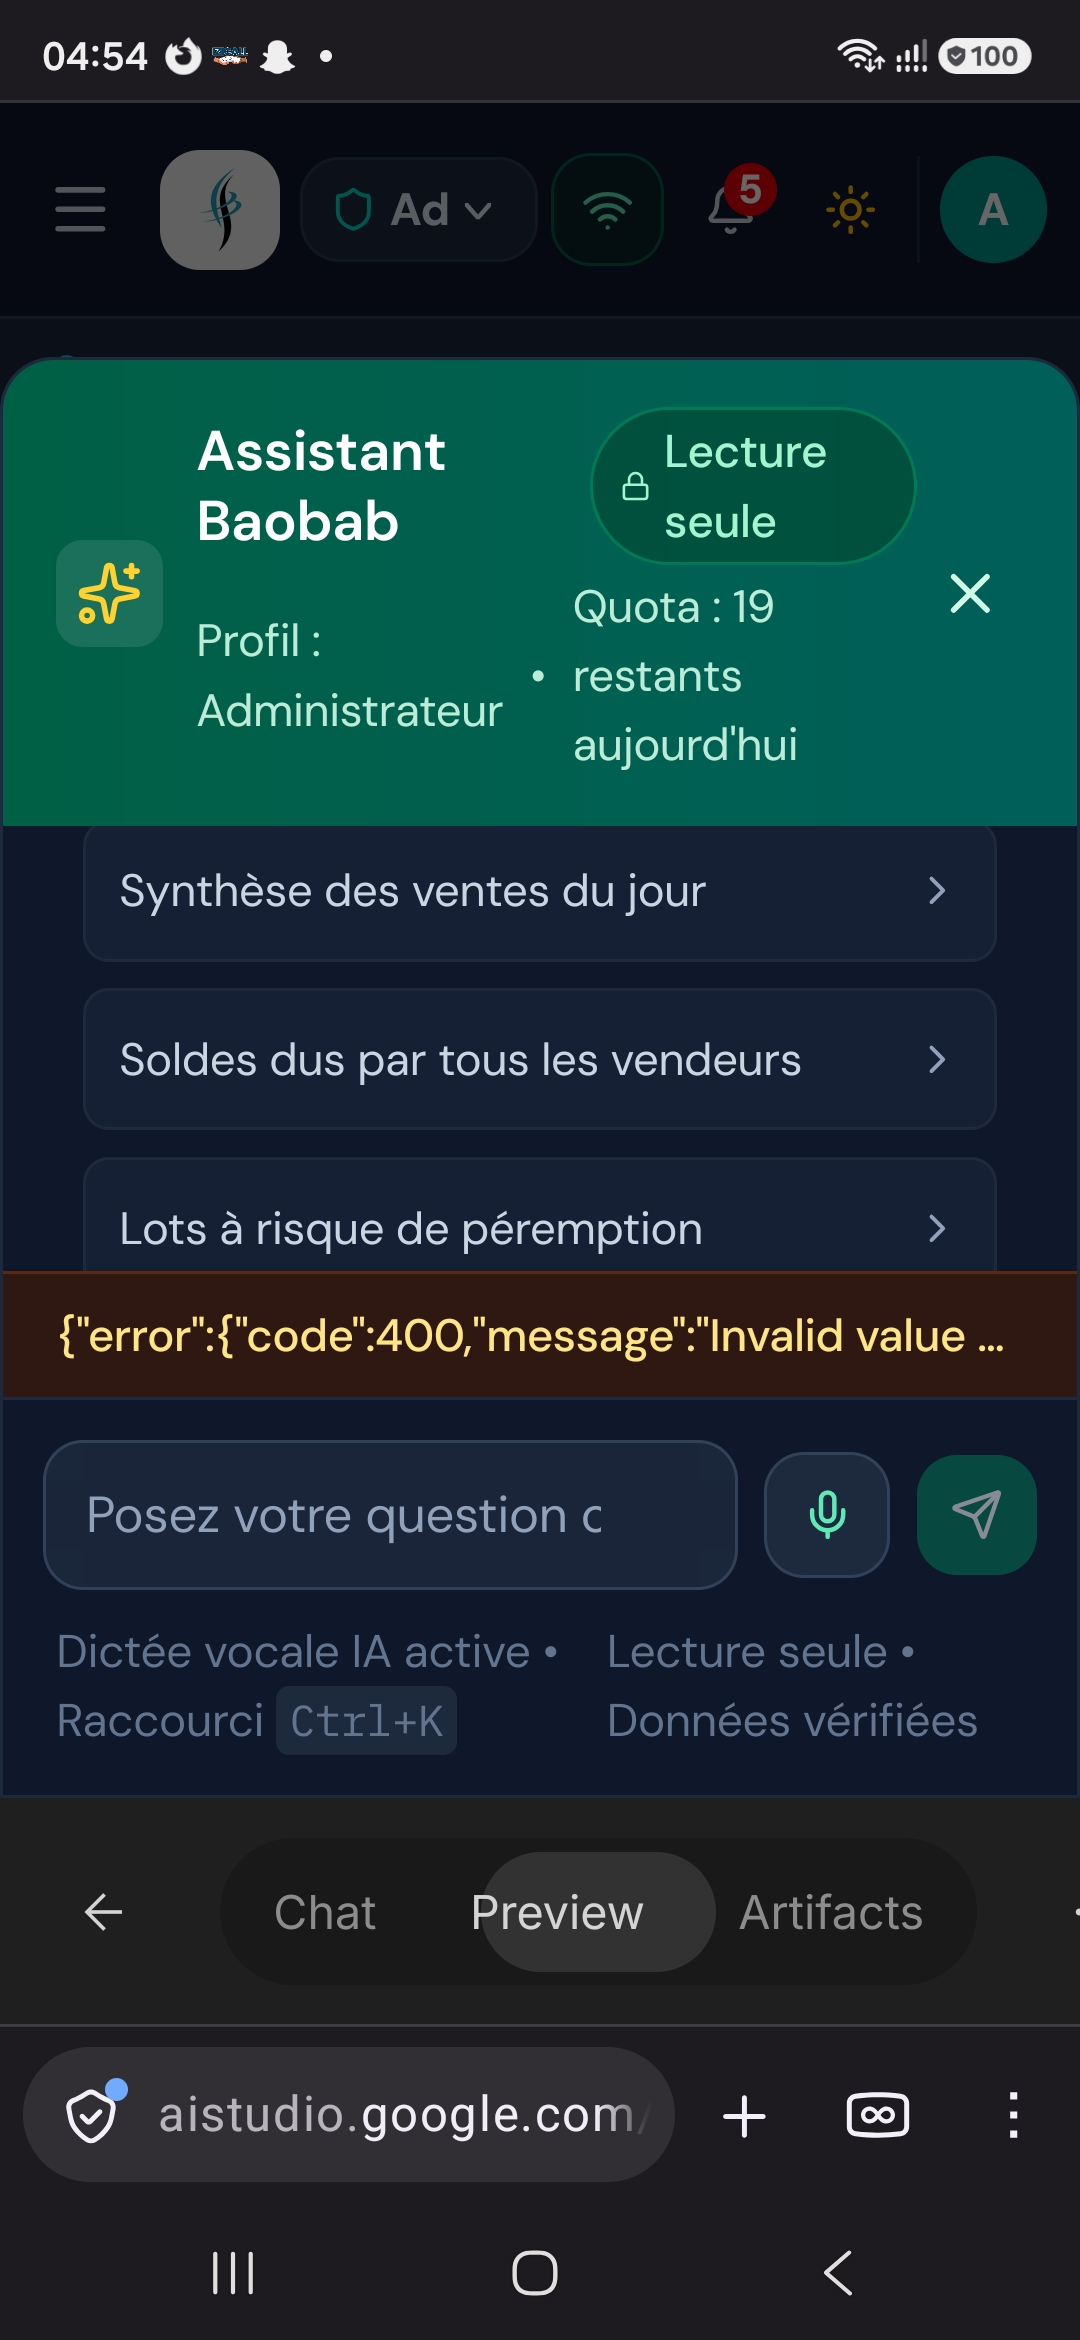 04:54
100
Ad
5
A
Assistant
Baobab
Lecture
seule
Profil :
Administrateur
•
Quota : 19
restants
aujourd'hui
Synthèse des ventes du jour
Soldes dus par tous les vendeurs
Lots à risque de péremption
{"error":{"code":400,"message":"Invalid value ...
Posez votre question
Dictée vocale IA active •
Raccourci Ctrl+K
Lecture seule •
Données vérifiées
Chat
Preview
Artifacts
aistudio.google.com/